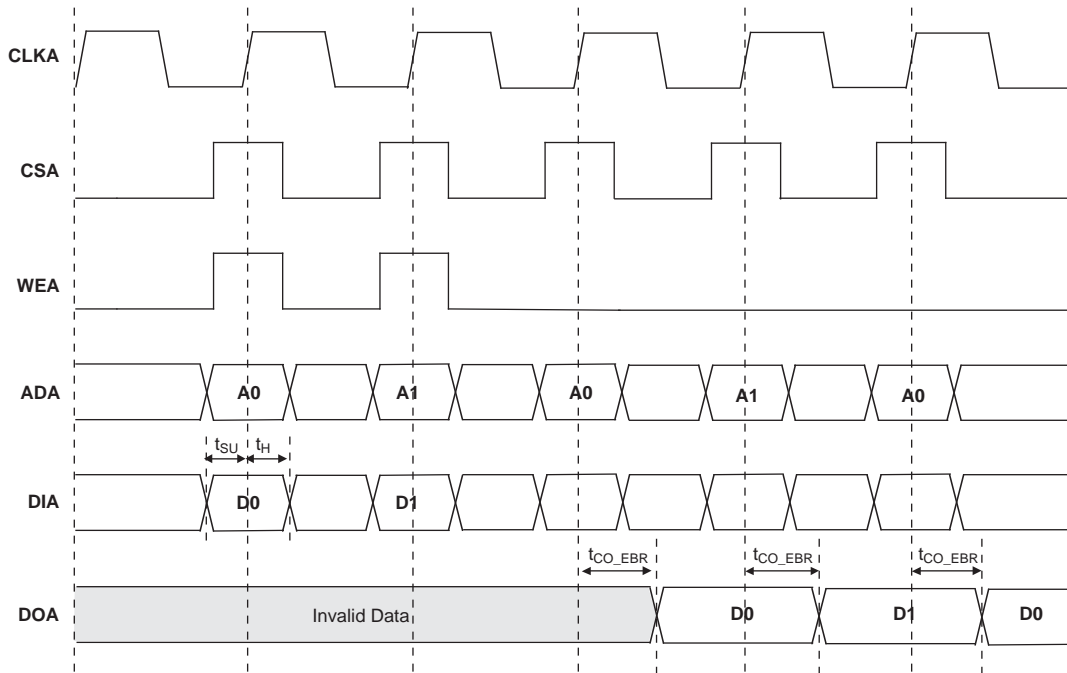 CLKA
CSA
WEA
ADA A0 A1 A0 A1 A0
tSU tH
DIA D0 D1
tCO_EBR tCO_EBR tCO_EBR
DOA Invalid Data D0 D1 D0